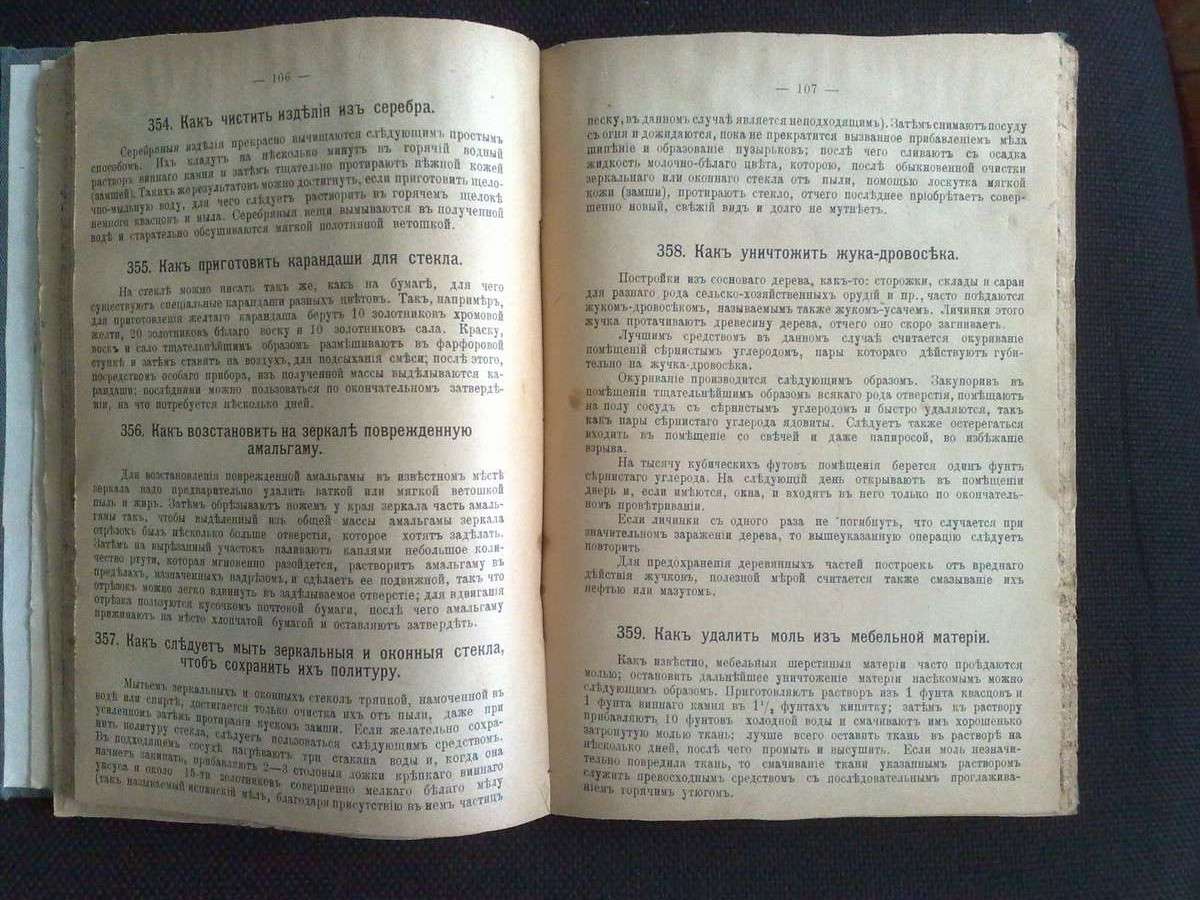 — 106 —
354. Какъ чистить издѣлія изъ серебра.
Серебряныя издѣлія прекрасно вычищаются слѣдующимъ простымъ
способомъ. Ихъ кладутъ на нѣсколько минутъ въ горячій водный
растворъ виннаго камня и затѣмъ тщательно протираютъ нѣжной кожей
(замшей). Такихъ же результатовъ можно достигнуть, если приготовить щело-
чно-мыльную воду, для чего слѣдуетъ растворить въ горячемъ щелокѣ
немного квасцовъ и мыла. Серебряныя вещи вымываются въ полученной
водѣ и старательно обсушиваются мягкой полотняной ветошкой.
355. Какъ приготовить карандаши для стекла.
На стеклѣ можно писать такъ же, какъ на бумагѣ, для чего
существуютъ спеціальные карандаши разныхъ цвѣтовъ. Такъ, напримѣръ,
для приготовленія желтаго карандаша берутъ 10 золотниковъ хромовой
желти, 20 золотниковъ бѣлаго воску и 10 золотниковъ сала. Краску,
воскъ и сало тщательнѣйшимъ образомъ размѣшиваютъ въ фарфоровой
ступкѣ и затѣмъ ставятъ на воздухъ, для подсыханія смѣси; послѣ этого,
посредствомъ особаго прибора, изъ полученной массы выдѣлываются ка-
рандаши; послѣдними можно пользоваться по окончательномъ затвердѣ-
ніи, на что потребуется нѣсколько дней.
356. Какъ возстановить на зеркалѣ поврежденную
амальгаму.
Для возстановленія поврежденной амальгамы въ извѣстномъ мѣстѣ
зеркала надо предварительно удалить ваткой или мягкой ветошкой
пыль и жиръ. Затѣмъ обрѣзываютъ ножемъ у края зеркала часть амаль-
гамы такъ, чтобы выдѣленный изъ общей массы амальгамы зеркала
отрѣзокъ былъ нѣсколько больше отверстія, которое хотятъ задѣлать.
Затѣмъ на вырѣзанный участокъ наливаютъ каплями небольшое коли-
чество ртути, которая мгновенно разойдется, растворитъ амальгаму въ
предѣлахъ, назначенныхъ надрѣзомъ, и сдѣлаетъ ее подвижной, такъ что
отрѣзокъ можно легко вдвинуть въ задѣлываемое отверстіе; для вдвиганія
отрѣзка пользуются кусочкомъ почтовой бумаги, послѣ чего амальгаму
прижимаютъ на мѣсто хлопчатой бумагой и оставляютъ затвердѣть.
357. Какъ слѣдуетъ мыть зеркальныя и оконныя стекла,
чтобъ сохранить ихъ политуру.
Мытьемъ зеркальныхъ и оконныхъ стеколъ тряпкой, намоченной въ
водѣ или спиртѣ, достигается только очистка ихъ отъ пыли, даже при
усиленномъ затѣмъ протираніи кускомъ замши. Если желательно сохра-
нить политуру стекла, слѣдуетъ пользоваться слѣдующимъ средствомъ.
Въ подходящемъ сосудѣ нагрѣваютъ три стакана воды и, когда она
начнетъ закипать, прибавляютъ 2—3 столовыя ложки крѣпкаго виннаго
уксуса и около 15-ти золотниковъ совершенно мелкаго бѣлаго мѣлу
(такъ называемый испанскій мѣлъ, благодаря присутствію въ немъ частицъ
— 107 —
песку, въ данномъ случаѣ является неподходящимъ). Затѣмъ снимаютъ посуду
съ огня и дожидаются, пока не прекратится вызванное прибавленіемъ мѣла
шипѣніе и образованіе пузырьковъ; послѣ чего сливаютъ съ осадка
жидкость молочно-бѣлаго цвѣта, которою, послѣ обыкновенной очистки
зеркальнаго или оконнаго стекла отъ пыли, помощью лоскутка мягкой
кожи (замши), протираютъ стекло, отчего послѣднее пріобрѣтаетъ совер-
шенно новый, свѣжій видъ и долго не мутнѣетъ.
358. Какъ уничтожить жука-дровосѣка.
Постройки изъ сосноваго дерева, какъ-то: сторожки, склады и сараи
для разнаго рода сельско-хозяйственныхъ орудій и пр., часто поѣдаются
жукомъ-дровосѣкомъ, называемымъ также жукомъ-усачемъ. Личинки этого
жучка протачиваютъ древесину дерева, отчего оно скоро загниваетъ.
Лучшимъ средствомъ въ данномъ случаѣ считается окуриваніе
помѣщеній сѣрнистымъ углеродомъ, пары котораго дѣйствуютъ губи-
тельно на жучка-дровосѣка.
Окуриваніе производится слѣдующимъ образомъ. Закупоривъ въ
помѣщеніи тщательнѣйшимъ образомъ всякаго рода отверстія, помѣщаютъ
на полу сосудъ съ сѣрнистымъ углеродомъ и быстро удаляются, такъ
какъ пары сѣрнистаго углерода ядовиты. Слѣдуетъ также остерегаться
входить въ помѣщеніе со свѣчей и даже папиросой, во избѣжаніе
взрыва.
На тысячу кубическихъ футовъ помѣщенія берется одинъ фунтъ
сѣрнистаго углерода. На слѣдующій день открываютъ въ помѣщеніи
дверь и, если имѣются, окна, и входятъ въ него только по окончатель-
номъ провѣтриваніи.
Если личинки съ одного раза не погибнутъ, что случается при
значительномъ зараженіи дерева, то вышеуказанную операцію слѣдуетъ
повторить
Для предохраненія деревянныхъ частей построекъ отъ вреднаго
дѣйствія жучковъ, полезной мѣрой считается также смазываніе ихъ
нефтью или мазутомъ.
359. Какъ удалить моль изъ мебельной матеріи.
Какъ извѣстно, мебельныя шерстяныя матеріи часто проѣдаются
молью; остановить дальнѣйшее уничтоженіе матеріи насѣкомымъ можно
слѣдующимъ образомъ. Приготовляютъ растворъ изъ 1 фунта квасцовъ и
1 фунта виннаго камня въ 1¹/₂ фунтахъ кипятку; затѣмъ къ раствору
прибавляютъ 10 фунтовъ холодной воды и смачиваютъ имъ хорошенько
затронутую молью ткань; лучше всего оставить ткань въ растворѣ на
нѣсколько дней, послѣ чего промыть и высушить. Если моль незначи-
тельно повредила ткань, то смачиваніе ткани указаннымъ растворомъ
служитъ превосходнымъ средствомъ съ послѣдовательнымъ проглажива-
ніемъ горячимъ утюгомъ.